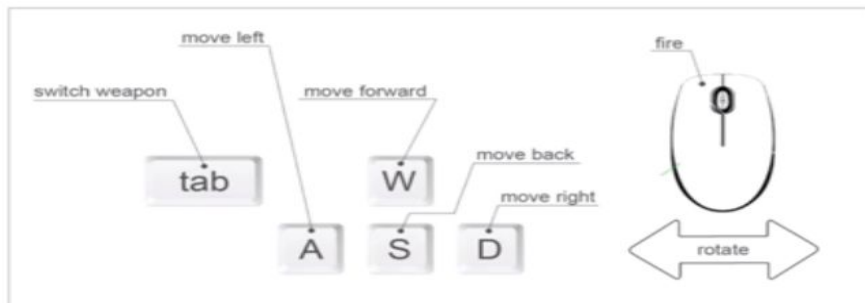 move left
fire
switch weapon
move forward
tab
W
move back
move right
A
S
D
rotate